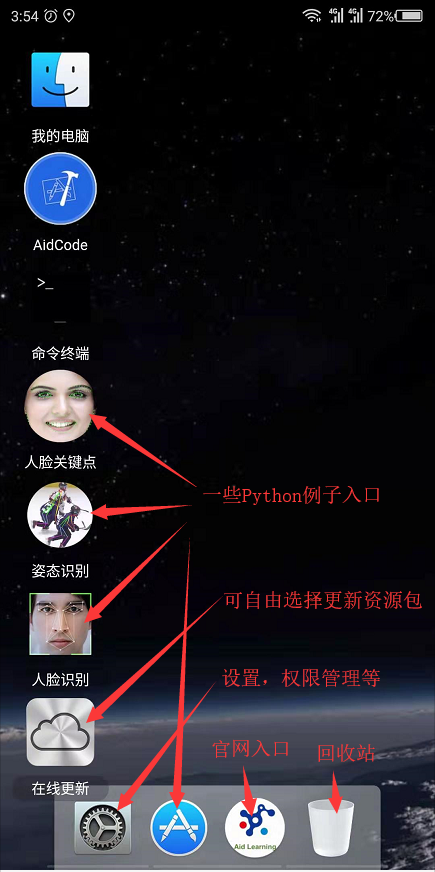 3:54 4G 4G 72%
我的电脑
AidCode
>_
命令终端
人脸关键点
一些Python例子入口
姿态识别
可自由选择更新资源包
人脸识别
设置，权限管理等
官网入口
回收站
在线更新
Aid Learning